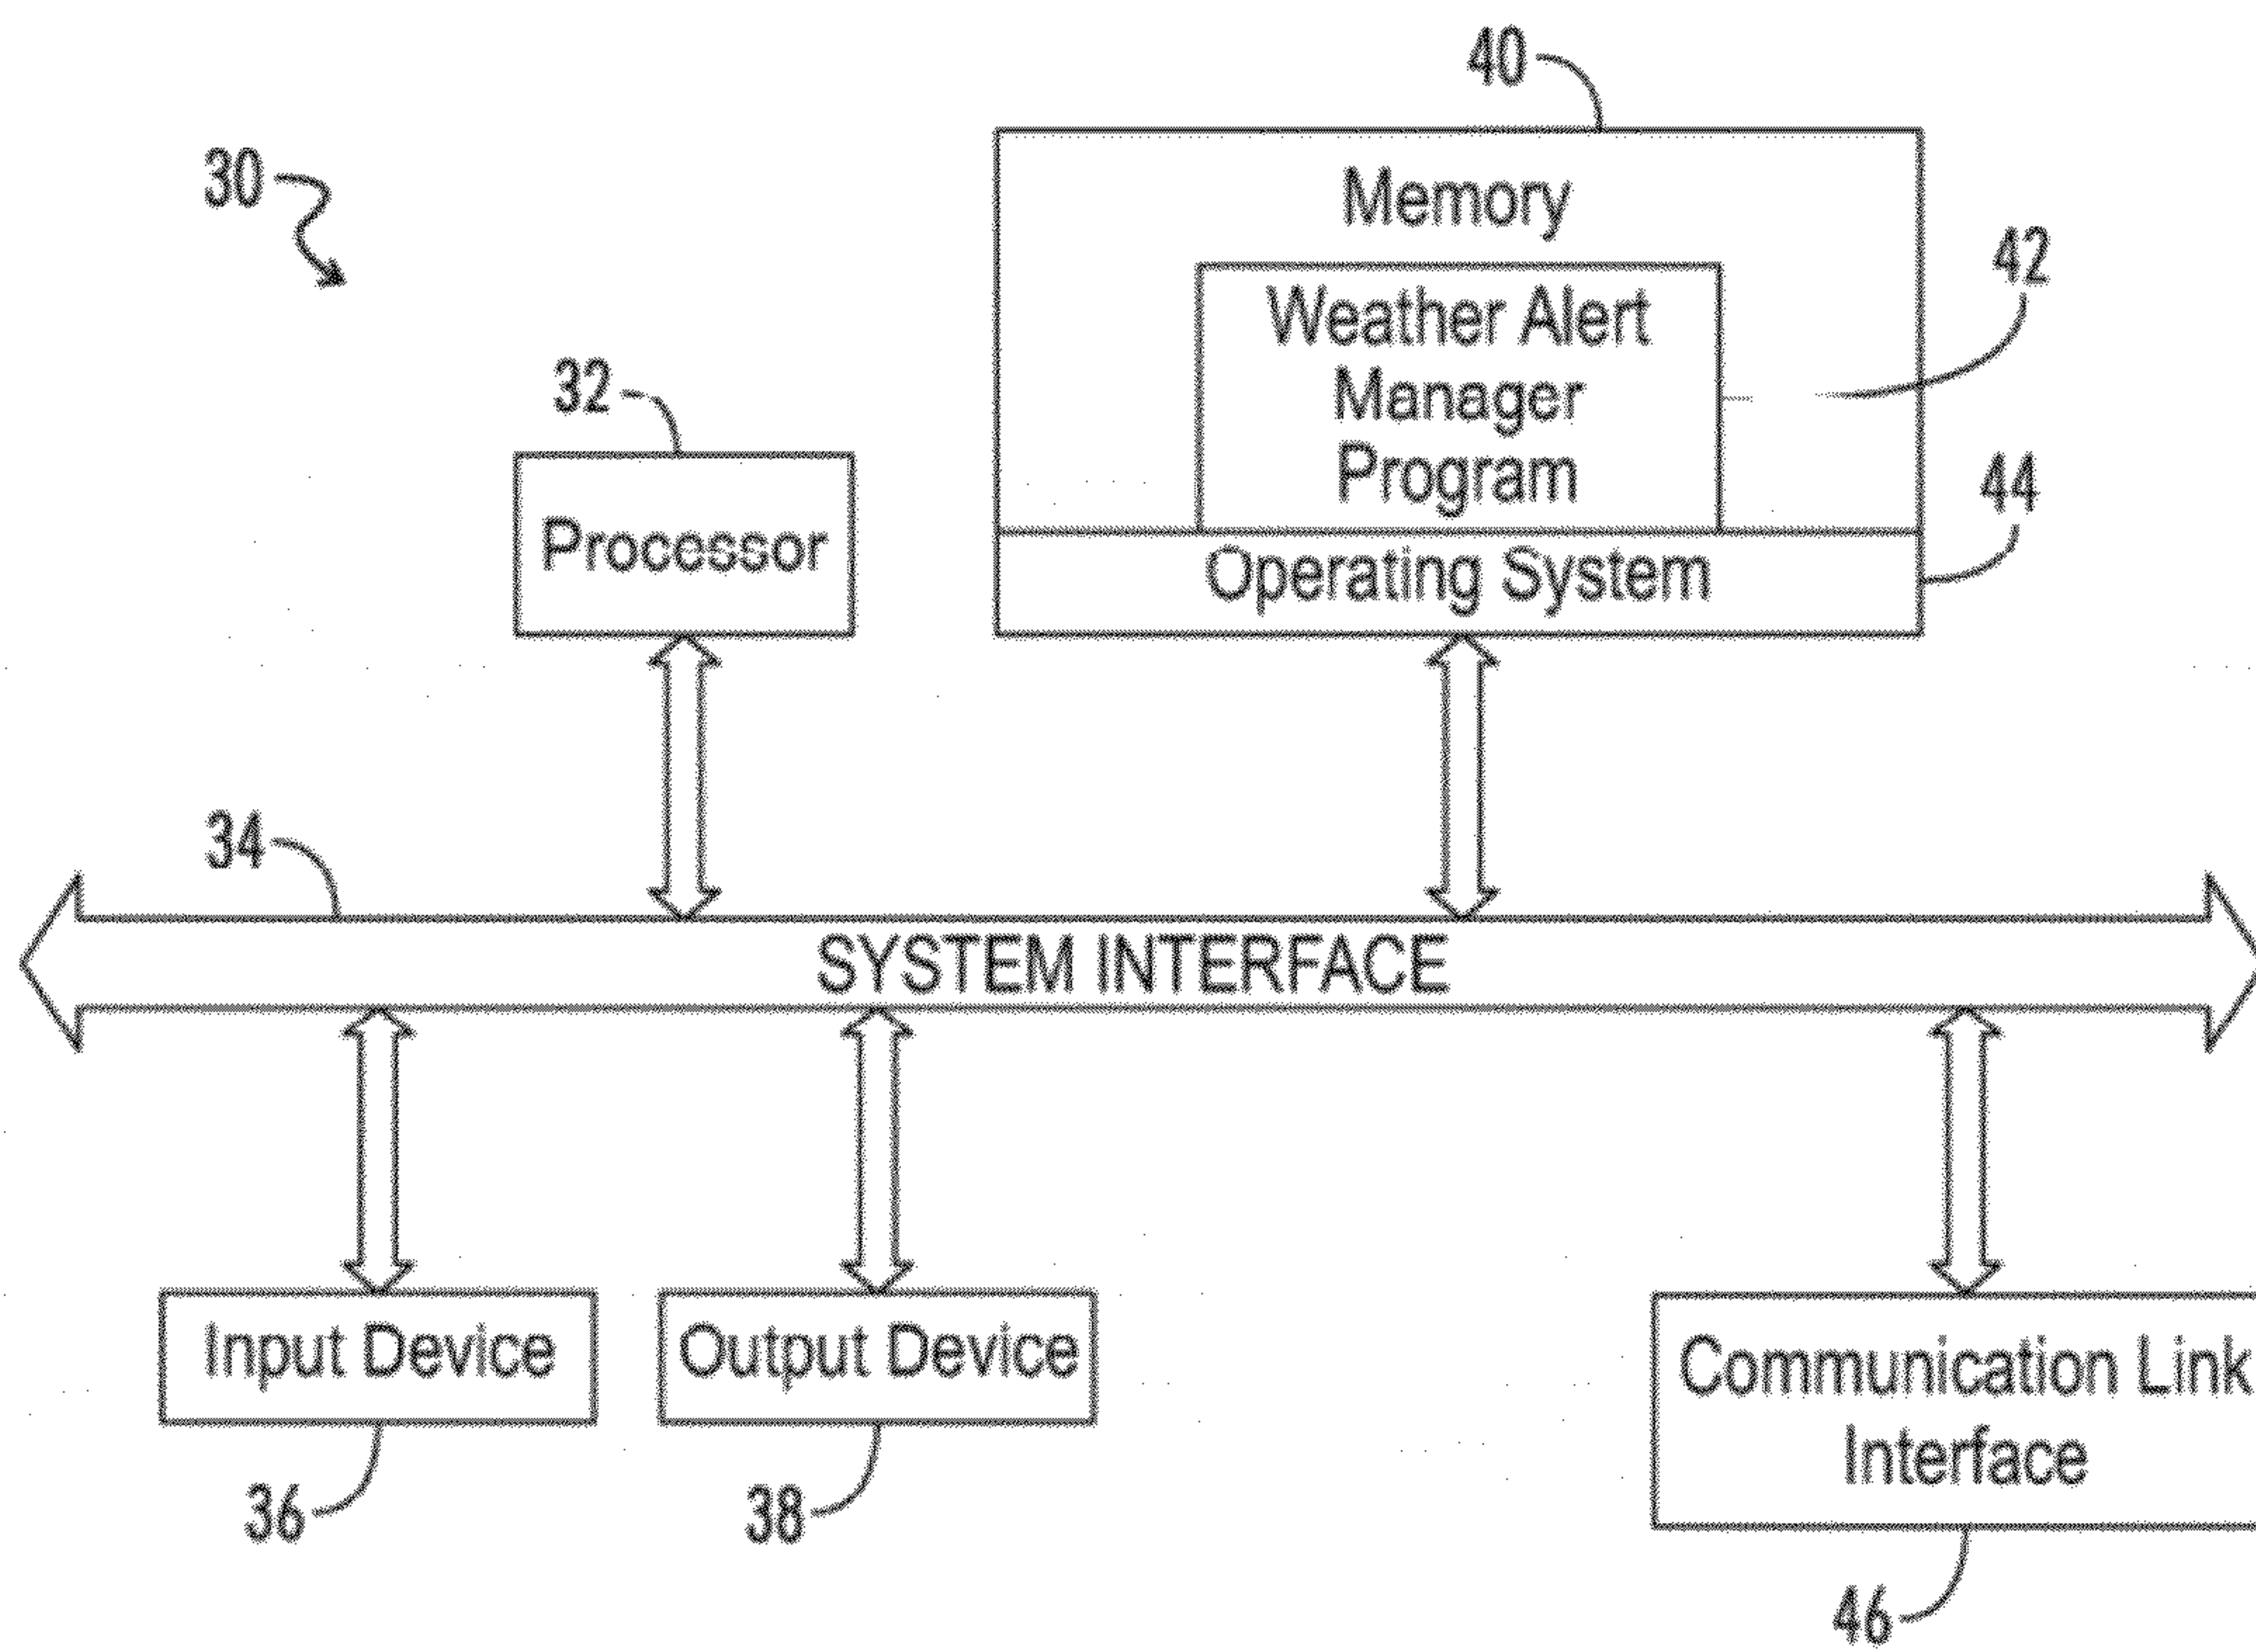 40
30
Memory
42
Weather Alert
Manager
Program
32
44
Processor
Operating System
34
SYSTEM INTERFACE
Input Device
Output Device
Communication Link
Interface
36
38
46